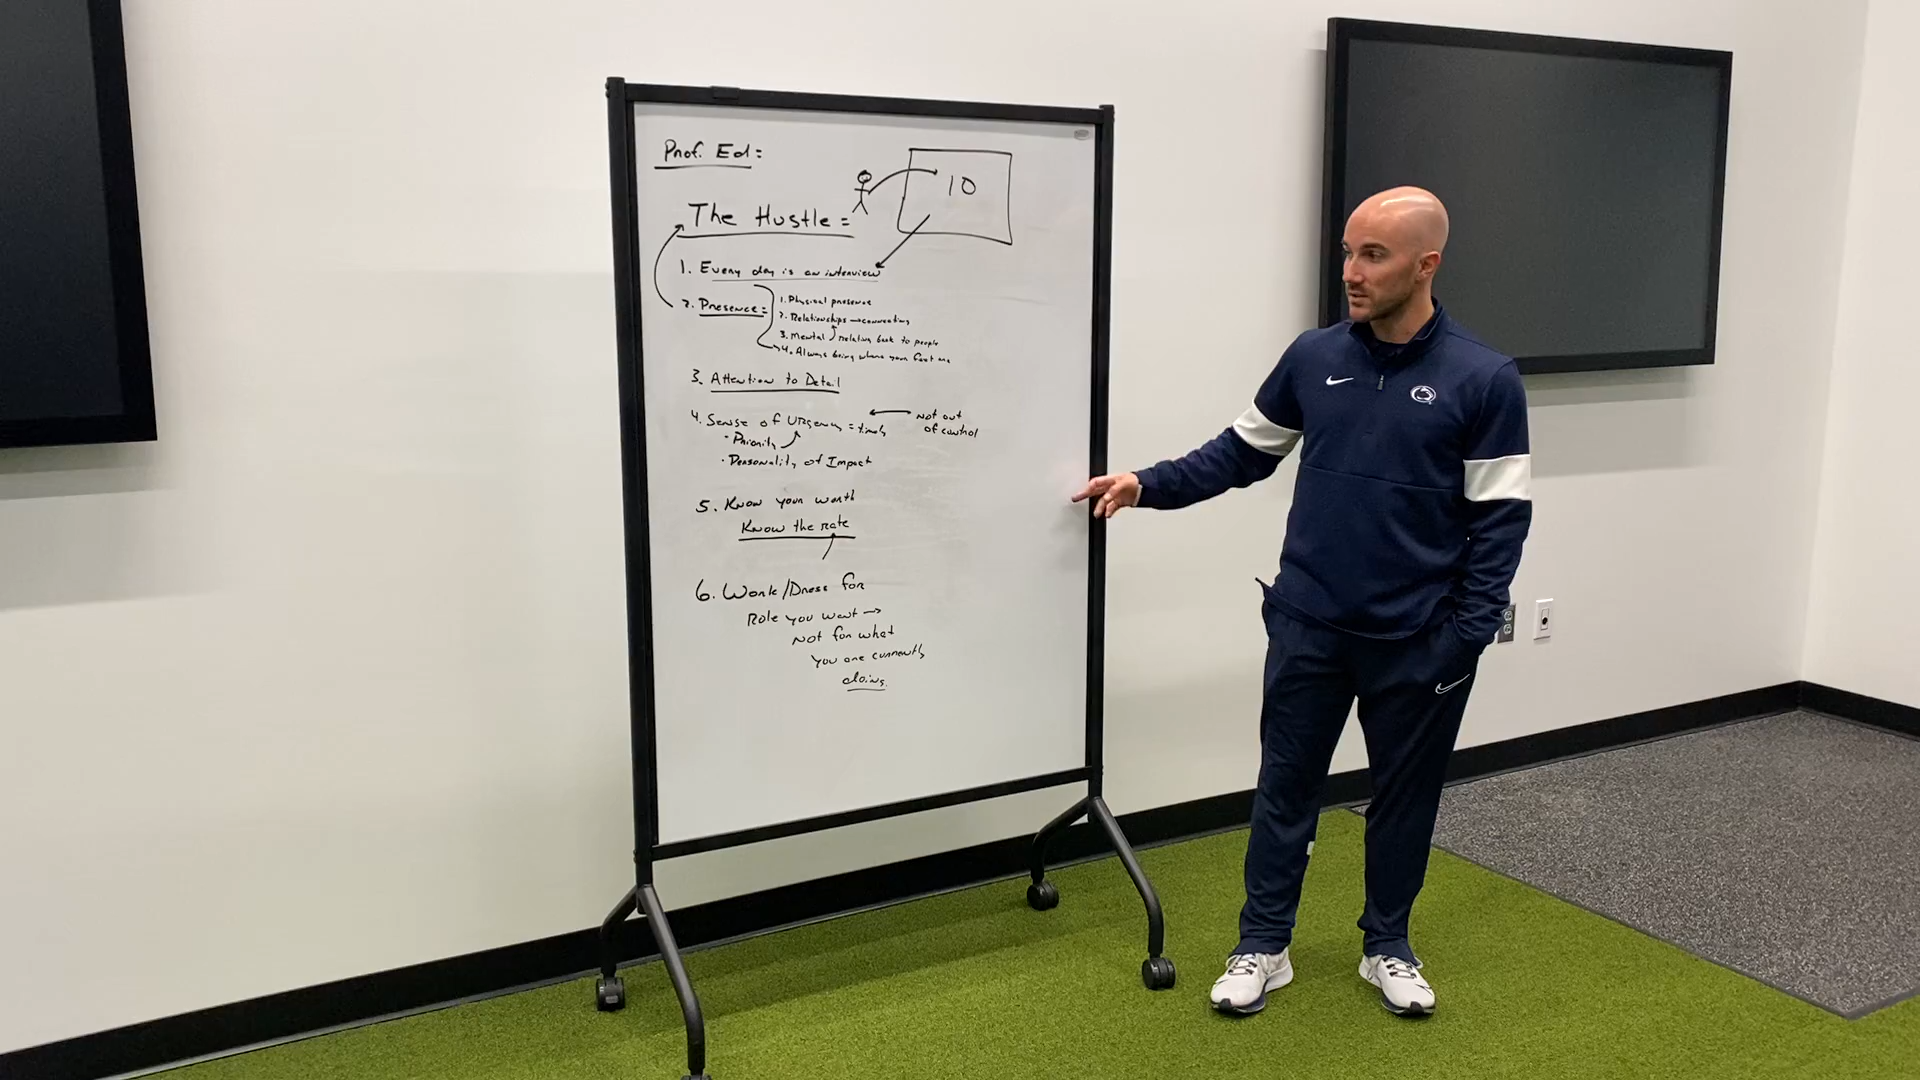 Prof. Ed:
10
The Hustle =
1. Every day is an interview
2. Presence =
1. Physical presence
2. Relationships → connecting
3. Mental relating back to people
4. Always being where your feet are
3. Attention to Detail
4. Sense of Urgency = timely
Not out
of control
• Priority
• Personality of Impact
5. Know your worth
Know the rate
6. Work/Dress for
Role you want →
Not for what
you are currently
doing.